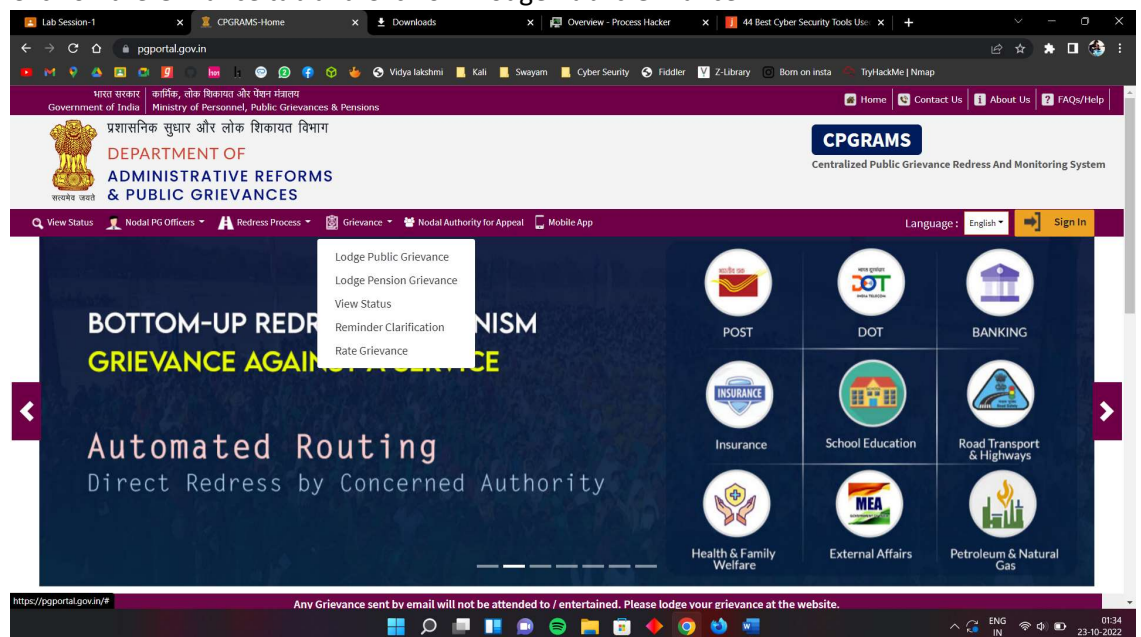 Lab Session-1
CPGRAMS-Home
Downloads
Overview - Process Hacker
44 Best Cyber Security Tools Use
pgportal.gov.in
Vidya lakshmi
Kali
Swayam
Cyber Seurity
Fiddler
Z-Library
Born on insta
TryHackMe | Nmap
भारत सरकार
कार्मिक, लोक शिकायत और पेंशन मंत्रालय
Government of India
Ministry of Personnel, Public Grievances & Pensions
Home
Contact Us
About Us
FAQs/Help
प्रशासनिक सुधार और लोक शिकायत विभाग
DEPARTMENT OF
ADMINISTRATIVE REFORMS
& PUBLIC GRIEVANCES
सत्यमेव जयते
CPGRAMS
Centralized Public Grievance Redress And Monitoring System
View Status
Nodal PG Officers
Redress Process
Grievance
Nodal Authority for Appeal
Mobile App
Language :
English
Sign In
Lodge Public Grievance
Lodge Pension Grievance
View Status
Reminder Clarification
Rate Grievance
BOTTOM-UP REDR
NISM
GRIEVANCE AGAIN
Automated Routing
Direct Redress by Concerned Authority
POST
DOT
BANKING
INSURANCE
Insurance
School Education
Road Transport
& Highways
MEA
Health & Family
Welfare
External Affairs
Petroleum & Natural
Gas
https://pgportal.gov.in/#
Any Grievance sent by email will not be attended to / entertained. Please lodge your grievance at the website.
ENG
IN
01:34
23-10-2022